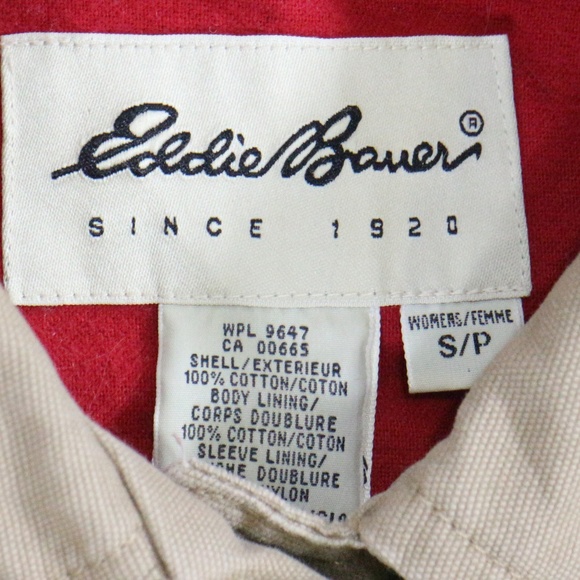 Eddie Bauer®
SINCE 1920
WPL 9647
CA 00665
SHELL/EXTERIEUR
100% COTTON/COTON
BODY LINING/
CORPS DOUBLURE
100% COTTON/COTON
SLEEVE LINING/
DOUBLURE
NYLON
WOMENS/FEMME
S/P